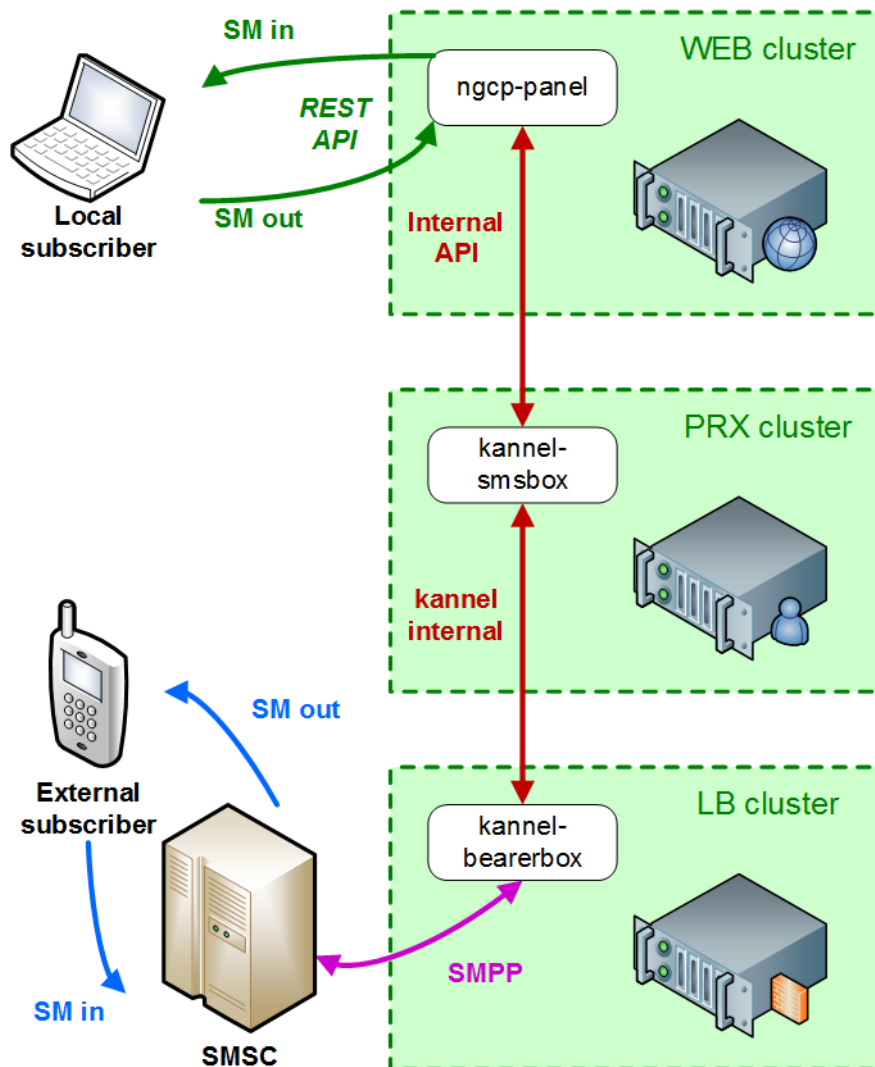 SM in
WEB cluster
ngcp-panel
REST
API
SM out
Local
subscriber
Internal
API
PRX cluster
kannel-
smsbox
kannel
internal
SM out
External
subscriber
LB cluster
kannel-
bearerbox
SMPP
SM in
SMSC